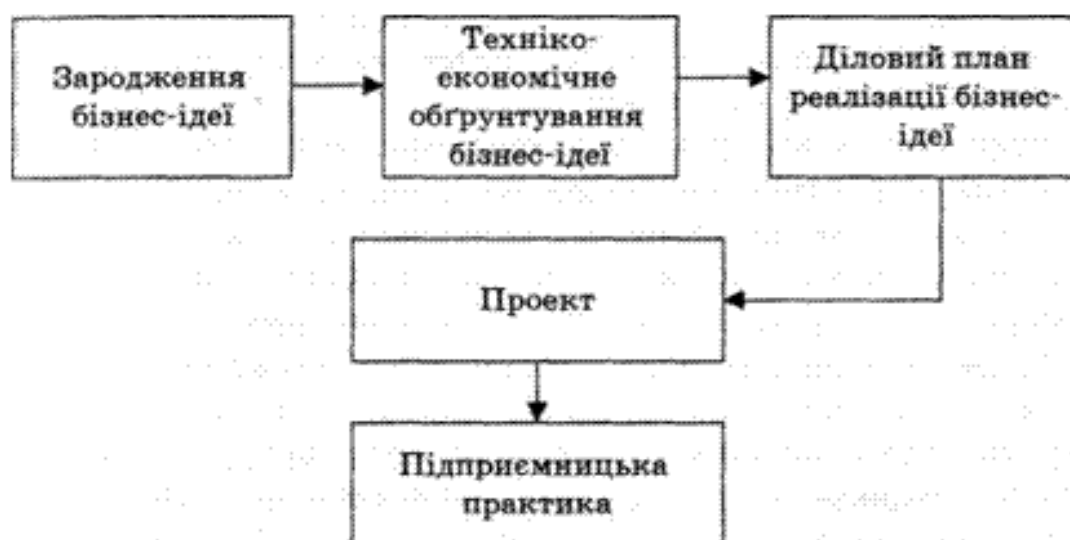 Зародження
бізнес-ідеї
Техніко-
економічне
обґрунтування
бізнес-ідеї
Діловий план
реалізації бізнес-
ідеї
Проект
Підприємницька
практика